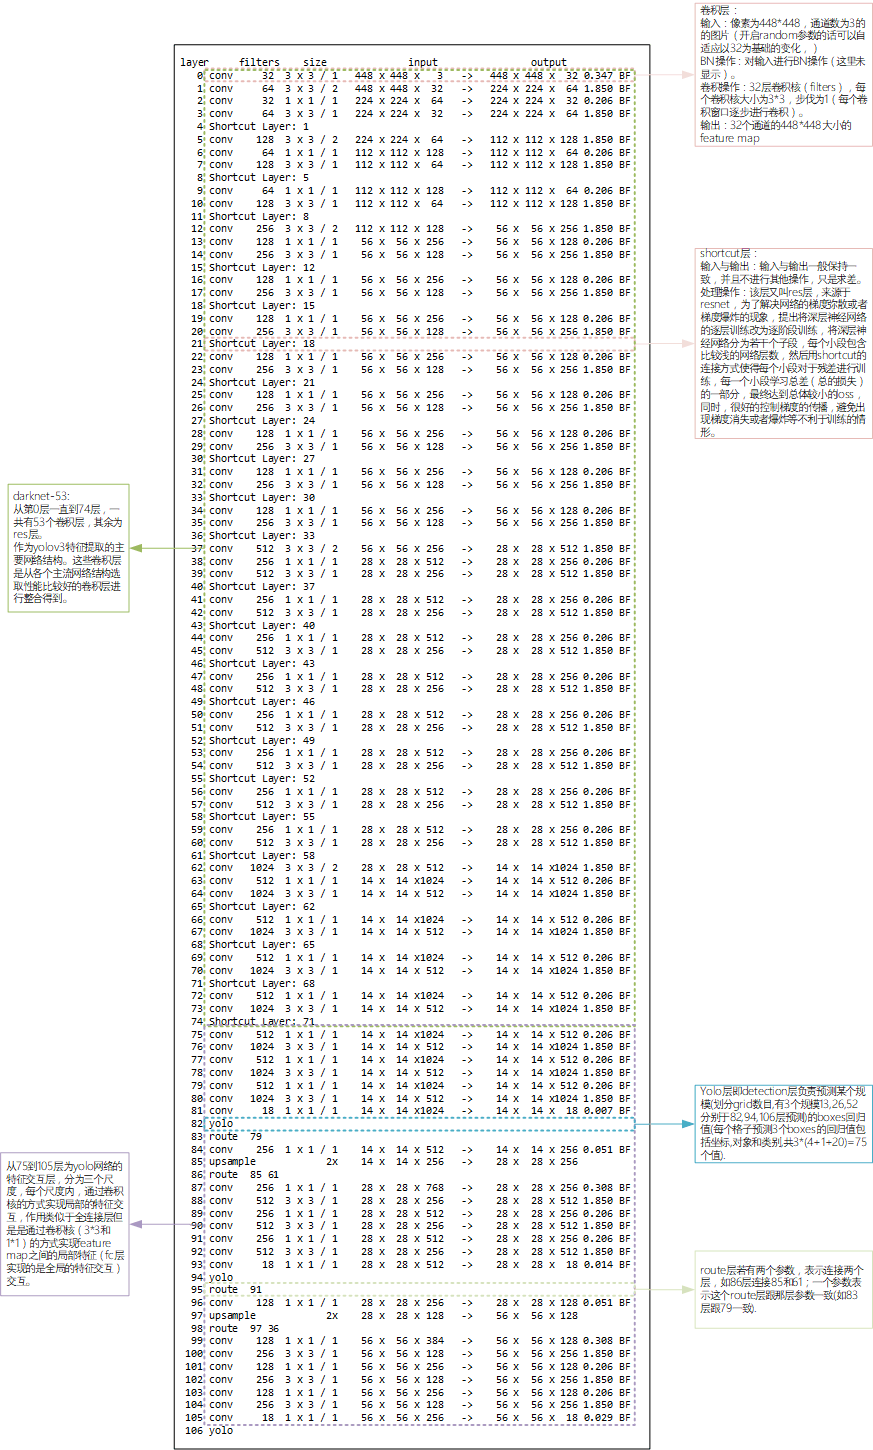 layer filters size input output
0 conv 32 3 x 3 / 1 448 x 448 x 3 -> 448 x 448 x 32 0.347 BF
1 conv 64 3 x 3 / 2 448 x 448 x 32 -> 224 x 224 x 64 1.850 BF
2 conv 32 1 x 1 / 1 224 x 224 x 64 -> 224 x 224 x 32 0.206 BF
3 conv 64 3 x 3 / 1 224 x 224 x 32 -> 224 x 224 x 64 1.850 BF
4 Shortcut Layer: 1
5 conv 128 3 x 3 / 2 224 x 224 x 64 -> 112 x 112 x 128 1.850 BF
6 conv 64 1 x 1 / 1 112 x 112 x 128 -> 112 x 112 x 64 0.206 BF
7 conv 128 3 x 3 / 1 112 x 112 x 64 -> 112 x 112 x 128 1.850 BF
8 Shortcut Layer: 5
9 conv 64 1 x 1 / 1 112 x 112 x 128 -> 112 x 112 x 64 0.206 BF
10 conv 128 3 x 3 / 1 112 x 112 x 64 -> 112 x 112 x 128 1.850 BF
11 Shortcut Layer: 8
12 conv 256 3 x 3 / 2 112 x 112 x 128 -> 56 x 56 x 256 1.850 BF
13 conv 128 1 x 1 / 1 56 x 56 x 256 -> 56 x 56 x 128 0.206 BF
14 conv 256 3 x 3 / 1 56 x 56 x 128 -> 56 x 56 x 256 1.850 BF
15 Shortcut Layer: 12
16 conv 128 1 x 1 / 1 56 x 56 x 256 -> 56 x 56 x 128 0.206 BF
17 conv 256 3 x 3 / 1 56 x 56 x 128 -> 56 x 56 x 256 1.850 BF
18 Shortcut Layer: 15
19 conv 128 1 x 1 / 1 56 x 56 x 256 -> 56 x 56 x 128 0.206 BF
20 conv 256 3 x 3 / 1 56 x 56 x 128 -> 56 x 56 x 256 1.850 BF
21 Shortcut Layer: 18
22 conv 128 1 x 1 / 1 56 x 56 x 256 -> 56 x 56 x 128 0.206 BF
23 conv 256 3 x 3 / 1 56 x 56 x 128 -> 56 x 56 x 256 1.850 BF
24 Shortcut Layer: 21
25 conv 128 1 x 1 / 1 56 x 56 x 256 -> 56 x 56 x 128 0.206 BF
26 conv 256 3 x 3 / 1 56 x 56 x 128 -> 56 x 56 x 256 1.850 BF
27 Shortcut Layer: 24
28 conv 128 1 x 1 / 1 56 x 56 x 256 -> 56 x 56 x 128 0.206 BF
29 conv 256 3 x 3 / 1 56 x 56 x 128 -> 56 x 56 x 256 1.850 BF
30 Shortcut Layer: 27
31 conv 128 1 x 1 / 1 56 x 56 x 256 -> 56 x 56 x 128 0.206 BF
32 conv 256 3 x 3 / 1 56 x 56 x 128 -> 56 x 56 x 256 1.850 BF
33 Shortcut Layer: 30
34 conv 128 1 x 1 / 1 56 x 56 x 256 -> 56 x 56 x 128 0.206 BF
35 conv 256 3 x 3 / 1 56 x 56 x 128 -> 56 x 56 x 256 1.850 BF
36 Shortcut Layer: 33
37 conv 512 3 x 3 / 2 56 x 56 x 256 -> 28 x 28 x 512 1.850 BF
38 conv 256 1 x 1 / 1 28 x 28 x 512 -> 28 x 28 x 256 0.206 BF
39 conv 512 3 x 3 / 1 28 x 28 x 256 -> 28 x 28 x 512 1.850 BF
40 Shortcut Layer: 37
41 conv 256 1 x 1 / 1 28 x 28 x 512 -> 28 x 28 x 256 0.206 BF
42 conv 512 3 x 3 / 1 28 x 28 x 256 -> 28 x 28 x 512 1.850 BF
43 Shortcut Layer: 40
44 conv 256 1 x 1 / 1 28 x 28 x 512 -> 28 x 28 x 256 0.206 BF
45 conv 512 3 x 3 / 1 28 x 28 x 256 -> 28 x 28 x 512 1.850 BF
46 Shortcut Layer: 43
47 conv 256 1 x 1 / 1 28 x 28 x 512 -> 28 x 28 x 256 0.206 BF
48 conv 512 3 x 3 / 1 28 x 28 x 256 -> 28 x 28 x 512 1.850 BF
49 Shortcut Layer: 46
50 conv 256 1 x 1 / 1 28 x 28 x 512 -> 28 x 28 x 256 0.206 BF
51 conv 512 3 x 3 / 1 28 x 28 x 256 -> 28 x 28 x 512 1.850 BF
52 Shortcut Layer: 49
53 conv 256 1 x 1 / 1 28 x 28 x 512 -> 28 x 28 x 256 0.206 BF
54 conv 512 3 x 3 / 1 28 x 28 x 256 -> 28 x 28 x 512 1.850 BF
55 Shortcut Layer: 52
56 conv 256 1 x 1 / 1 28 x 28 x 512 -> 28 x 28 x 256 0.206 BF
57 conv 512 3 x 3 / 1 28 x 28 x 256 -> 28 x 28 x 512 1.850 BF
58 Shortcut Layer: 55
59 conv 256 1 x 1 / 1 28 x 28 x 512 -> 28 x 28 x 256 0.206 BF
60 conv 512 3 x 3 / 1 28 x 28 x 256 -> 28 x 28 x 512 1.850 BF
61 Shortcut Layer: 58
62 conv 1024 3 x 3 / 2 28 x 28 x 512 -> 14 x 14 x1024 1.850 BF
63 conv 512 1 x 1 / 1 14 x 14 x1024 -> 14 x 14 x 512 0.206 BF
64 conv 1024 3 x 3 / 1 14 x 14 x 512 -> 14 x 14 x1024 1.850 BF
65 Shortcut Layer: 62
66 conv 512 1 x 1 / 1 14 x 14 x1024 -> 14 x 14 x 512 0.206 BF
67 conv 1024 3 x 3 / 1 14 x 14 x 512 -> 14 x 14 x1024 1.850 BF
68 Shortcut Layer: 65
69 conv 512 1 x 1 / 1 14 x 14 x1024 -> 14 x 14 x 512 0.206 BF
70 conv 1024 3 x 3 / 1 14 x 14 x 512 -> 14 x 14 x1024 1.850 BF
71 Shortcut Layer: 68
72 conv 512 1 x 1 / 1 14 x 14 x1024 -> 14 x 14 x 512 0.206 BF
73 conv 1024 3 x 3 / 1 14 x 14 x 512 -> 14 x 14 x1024 1.850 BF
74 Shortcut Layer: 71
75 conv 512 1 x 1 / 1 14 x 14 x1024 -> 14 x 14 x 512 0.206 BF
76 conv 1024 3 x 3 / 1 14 x 14 x 512 -> 14 x 14 x1024 1.850 BF
77 conv 512 1 x 1 / 1 14 x 14 x1024 -> 14 x 14 x 512 0.206 BF
78 conv 1024 3 x 3 / 1 14 x 14 x 512 -> 14 x 14 x1024 1.850 BF
79 conv 512 1 x 1 / 1 14 x 14 x1024 -> 14 x 14 x 512 0.206 BF
80 conv 1024 3 x 3 / 1 14 x 14 x 512 -> 14 x 14 x1024 1.850 BF
81 conv 18 1 x 1 / 1 14 x 14 x1024 -> 14 x 14 x 18 0.007 BF
82 yolo
83 route 79
84 conv 256 1 x 1 / 1 14 x 14 x 512 -> 14 x 14 x 256 0.051 BF
85 upsample 2x 14 x 14 x 256 -> 28 x 28 x 256
86 route 85 61
87 conv 256 1 x 1 / 1 28 x 28 x 768 -> 28 x 28 x 256 0.308 BF
88 conv 512 3 x 3 / 1 28 x 28 x 256 -> 28 x 28 x 512 1.850 BF
89 conv 256 1 x 1 / 1 28 x 28 x 512 -> 28 x 28 x 256 0.206 BF
90 conv 512 3 x 3 / 1 28 x 28 x 256 -> 28 x 28 x 512 1.850 BF
91 conv 256 1 x 1 / 1 28 x 28 x 512 -> 28 x 28 x 256 0.206 BF
92 conv 512 3 x 3 / 1 28 x 28 x 256 -> 28 x 28 x 512 1.850 BF
93 conv 18 1 x 1 / 1 28 x 28 x 512 -> 28 x 28 x 18 0.014 BF
94 yolo
95 route 91
96 conv 128 1 x 1 / 1 28 x 28 x 256 -> 28 x 28 x 128 0.051 BF
97 upsample 2x 28 x 28 x 128 -> 56 x 56 x 128
98 route 97 36
99 conv 128 1 x 1 / 1 56 x 56 x 384 -> 56 x 56 x 128 0.308 BF
100 conv 256 3 x 3 / 1 56 x 56 x 128 -> 56 x 56 x 256 1.850 BF
101 conv 128 1 x 1 / 1 56 x 56 x 256 -> 56 x 56 x 128 0.206 BF
102 conv 256 3 x 3 / 1 56 x 56 x 128 -> 56 x 56 x 256 1.850 BF
103 conv 128 1 x 1 / 1 56 x 56 x 256 -> 56 x 56 x 128 0.206 BF
104 conv 256 3 x 3 / 1 56 x 56 x 128 -> 56 x 56 x 256 1.850 BF
105 conv 18 1 x 1 / 1 56 x 56 x 256 -> 56 x 56 x 18 0.029 BF
106 yolo
卷积层：
输入：像素为448*448，通道数为3的
的图片（开启random参数的话可以自
适应以32为基础的变化，）
BN操作：对输入进行BN操作（这里未
显示）。
卷积操作：32层卷积核（filters），每
个卷积核大小为3*3，步伐为1（每个卷
积窗口逐步进行卷积）。
输出：32个通道的448*448大小的
feature map
shortcut层：
输入与输出：输入与输出一般保持一
致，并且不进行其他操作，只是求差。
处理操作：该层又叫res层，来源于
resnet，为了解决网络的梯度弥散或者
梯度爆炸的现象，提出将深层神经网络
的逐层训练改为逐阶段训练，将深层神
经网络分为若干个子段，每个小段包含
比较浅的网络层数，然后用shortcut的
连接方式使得每个小段对于残差进行训
练，每一个小段学习总差（总的损失）
的一部分，最终达到总体较小的loss，
同时，很好的控制梯度的传播，避免出
现梯度消失或者爆炸等不利于训练的情
形。
darknet-53:
从第0层一直到74层，一
共有53个卷积层，其余为
res层。
作为yolov3特征提取的主
要网络结构。这些卷积层
是从各个主流网络结构选
取性能比较好的卷积层进
行整合得到。
Yolo层即detection层负责预测某个规
模(划分grid数目,有3个规模13,26,52
分别于82,94,106层预测)的boxes回归
值(每个格子预测3个boxes的回归值包
括坐标,对象和类别,共3*(4+1+20)=75
个值).
从75到105层为yolo网络的
特征交互层，分为三个尺
度，每个尺度内，通过卷积
核的方式实现局部的特征交
互，作用类似于全连接层但
是是通过卷积核（3*3和
1*1）的方式实现feature
map之间的局部特征（fc层
实现的是全局的特征交互）
交互。
route层若有两个参数，表示连接两个
层，如86层连接85和61；一个参数表
示这个route层跟那层参数一致(如83
层跟79一致).